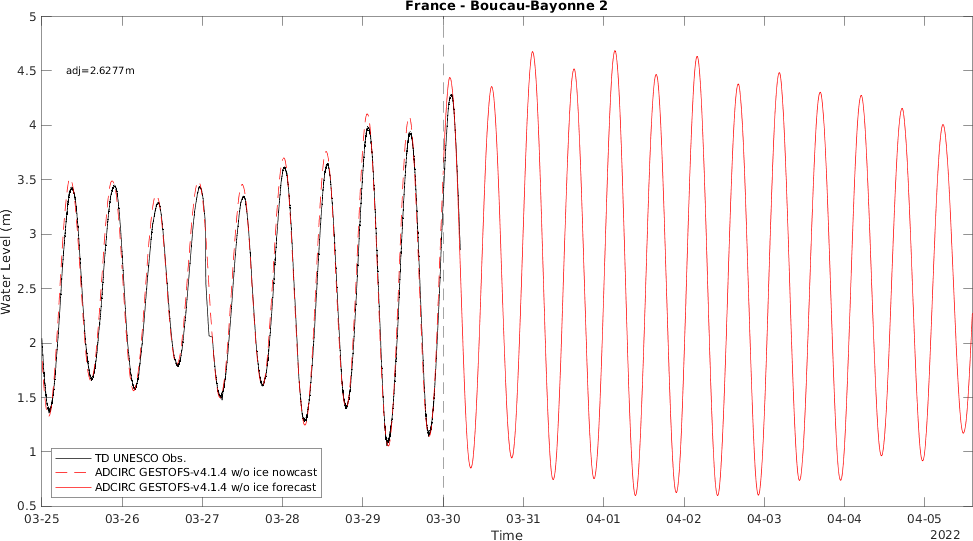 France - Boucau-Bayonne 2
5
4.5
4
3.5
3
2.5
2
1.5
1
0.5
Water Level (m)
adj=2.6277m
TD UNESCO Obs.
ADCIRC GESTOFS-v4.1.4 w/o ice nowcast
ADCIRC GESTOFS-v4.1.4 w/o ice forecast
03-25 03-26 03-27 03-28 03-29 03-30 03-31 04-01 04-02 04-03 04-04 04-05
Time
2022